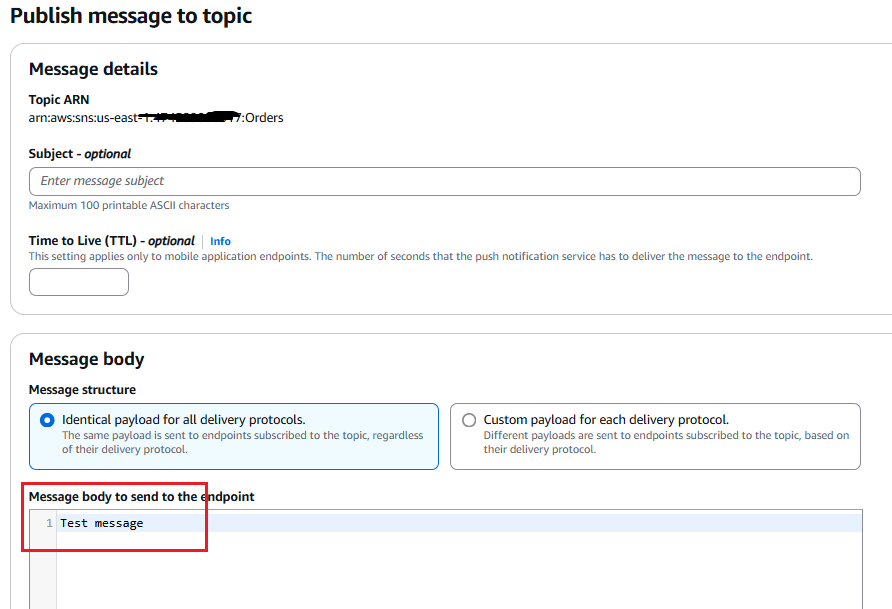 Publish message to topic
Message details
Topic ARN
arn:aws:sns:us-east- :Orders
Subject - optional
Enter message subject
Maximum 100 printable ASCII characters
Time to Live (TTL) - optional Info
This setting applies only to mobile application endpoints. The number of seconds that the push notification service has to deliver the message to the endpoint.
Message body
Message structure
Identical payload for all delivery protocols.
The same payload is sent to endpoints subscribed to the topic, regardless
of their delivery protocol.
Custom payload for each delivery protocol.
Different payloads are sent to endpoints subscribed to the topic, based on
their delivery protocol.
Message body to send to the endpoint
1 Test message